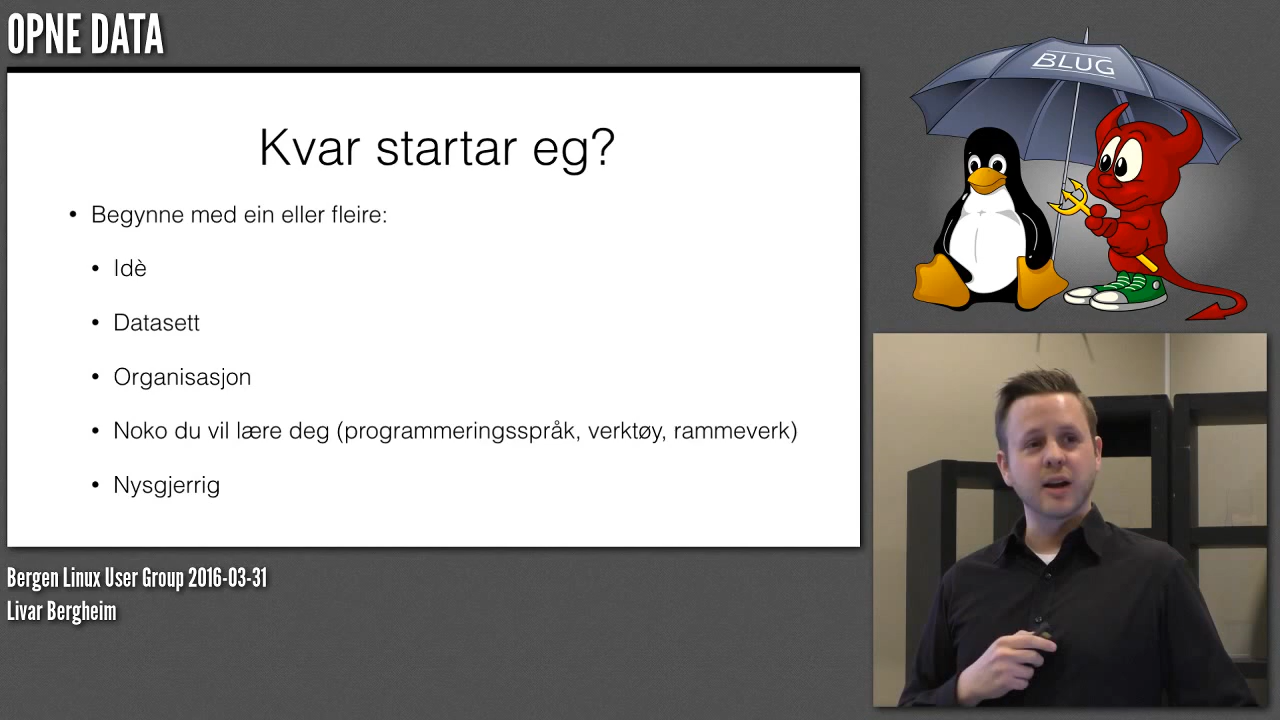 OPNE DATA
BLUG
Kvar startar eg?
• Begynne med ein eller fleire:
• Idè
• Datasett
• Organisasjon
• Noko du vil lære deg (programmeringsspråk, verktøy, rammeverk)
• Nysgjerrig
Bergen Linux User Group 2016-03-31
Livar Bergheim